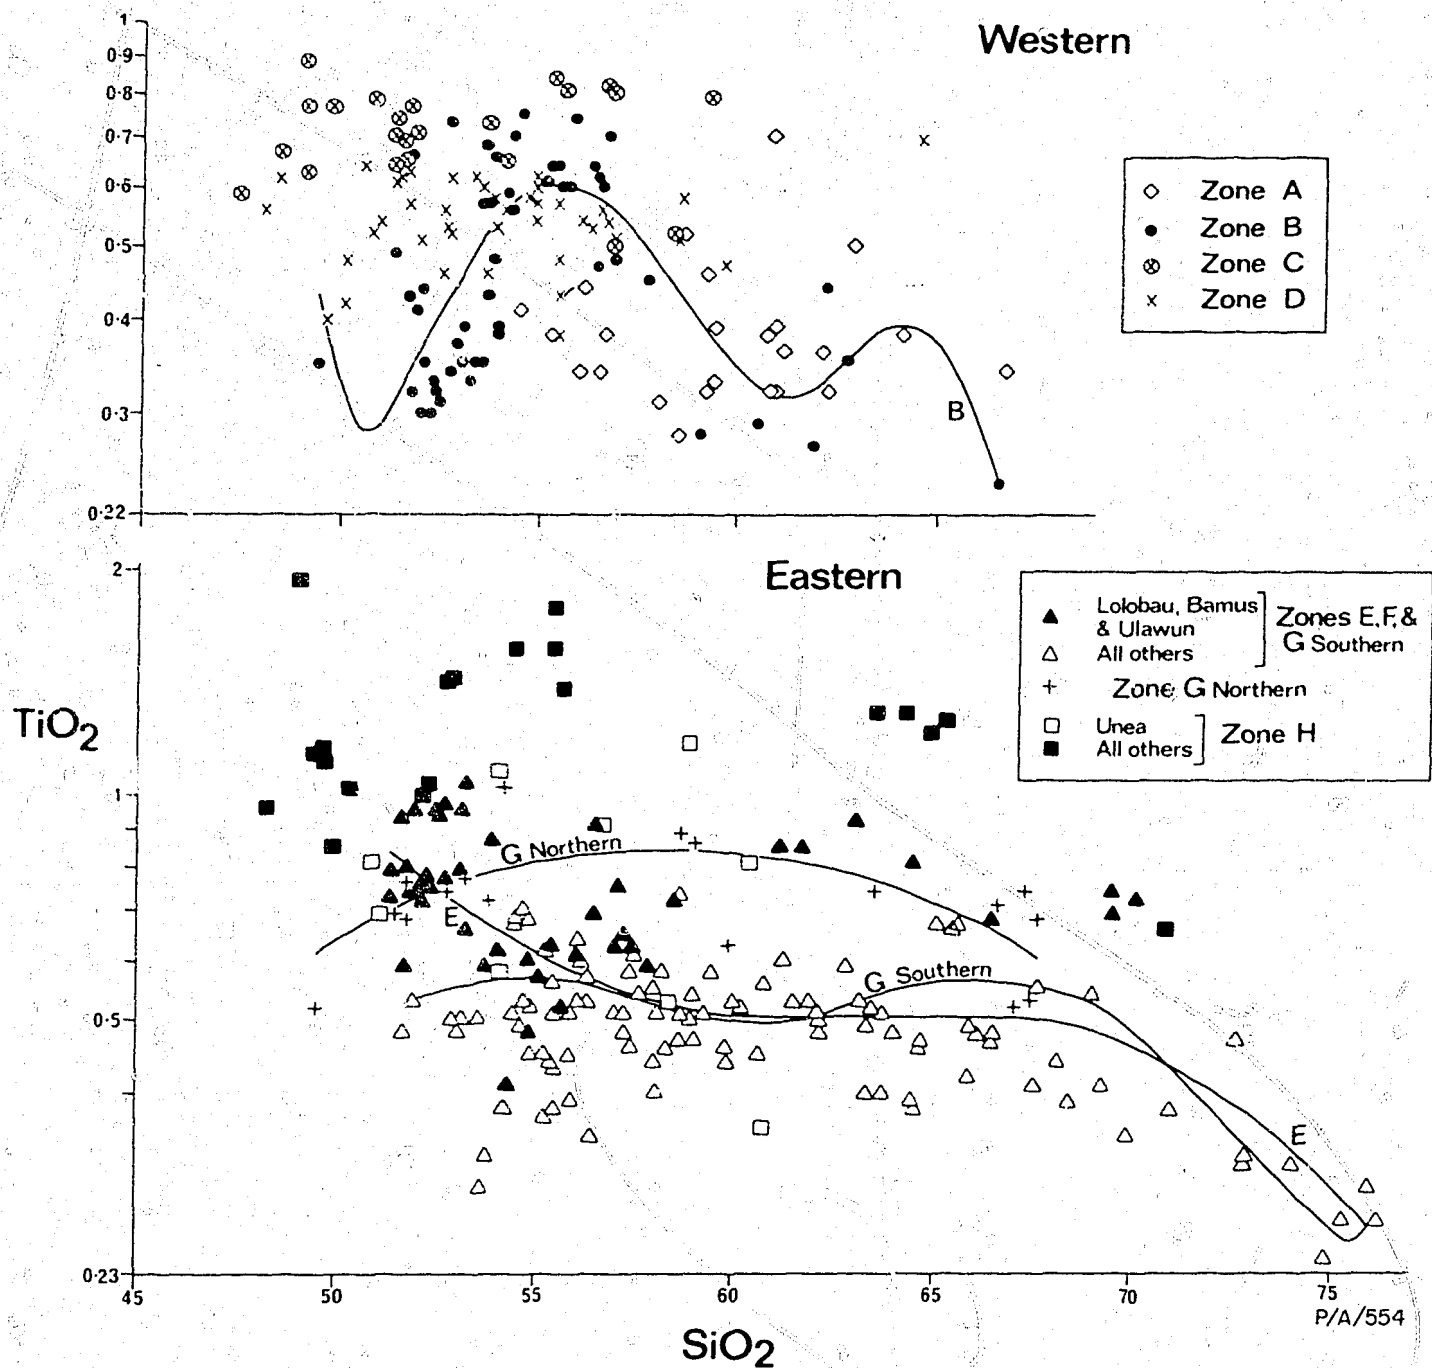 Western
1
0·9
0·8
0·7
0·6
0·5
0·4
0·3
0·22
B
◇ Zone A
● Zone B
⊗ Zone C
× Zone D
Eastern
TiO2
2
1
0·5
0·23
▲ Lolobau, Bamus & Ulawun
△ All others
Zones E, F, & G Southern
+ Zone G Northern
□ Unea
■ All others
Zone H
G Northern
E
G Southern
E
45 50 55 60 65 70 75
SiO2
P/A/554